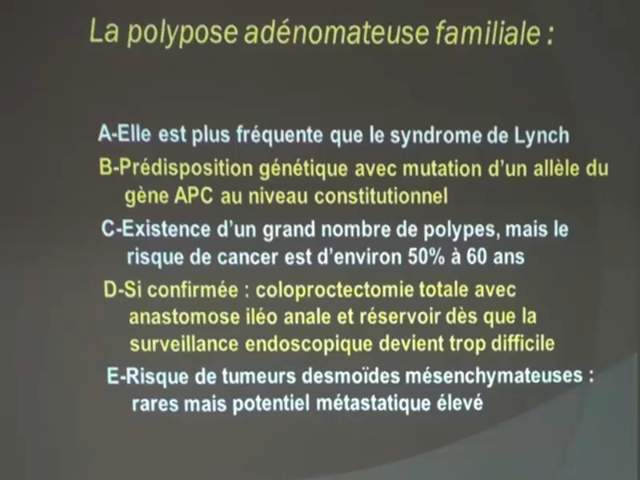 La polypose adénomateuse familiale :
A-Elle est plus fréquente que le syndrome de Lynch
B-Prédisposition génétique avec mutation d'un allèle du
gène APC au niveau constitutionnel
C-Existence d'un grand nombre de polypes, mais le
risque de cancer est d'environ 50% à 60 ans
D-Si confirmée : coloproctectomie totale avec
anastomose iléo anale et réservoir dès que la
surveillance endoscopique devient trop difficile
E-Risque de tumeurs desmoïdes mésenchymateuses :
rares mais potentiel métastatique élevé